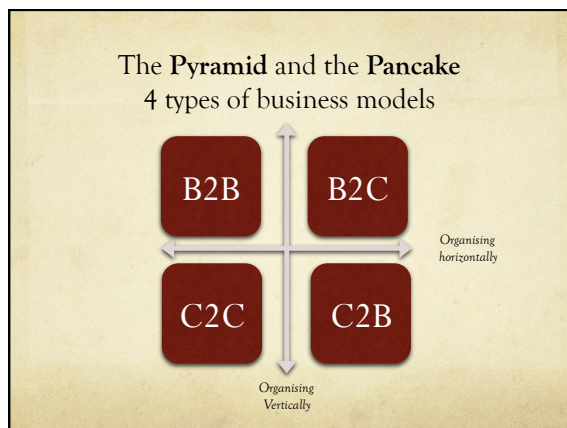 The Pyramid and the Pancake
4 types of business models
B2B
B2C
Organising
horizontally
C2C
C2B
Organising
Vertically